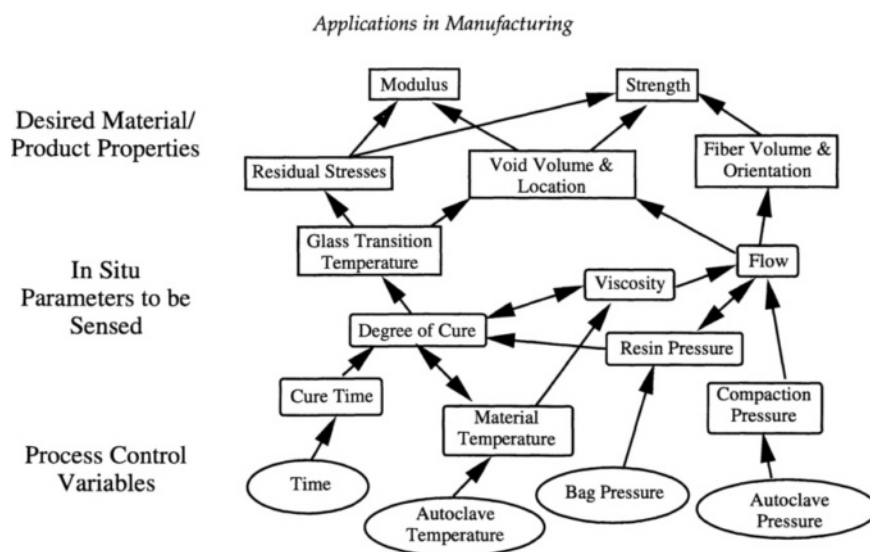 Applications in Manufacturing
Modulus
Strength
Desired Material/
Product Properties
Residual Stresses
Void Volume &
Location
Fiber Volume &
Orientation
Glass Transition
Temperature
Flow
In Situ
Parameters to be
Sensed
Viscosity
Degree of Cure
Resin Pressure
Cure Time
Material
Temperature
Compaction
Pressure
Process Control
Variables
Time
Autoclave
Temperature
Bag Pressure
Autoclave
Pressure